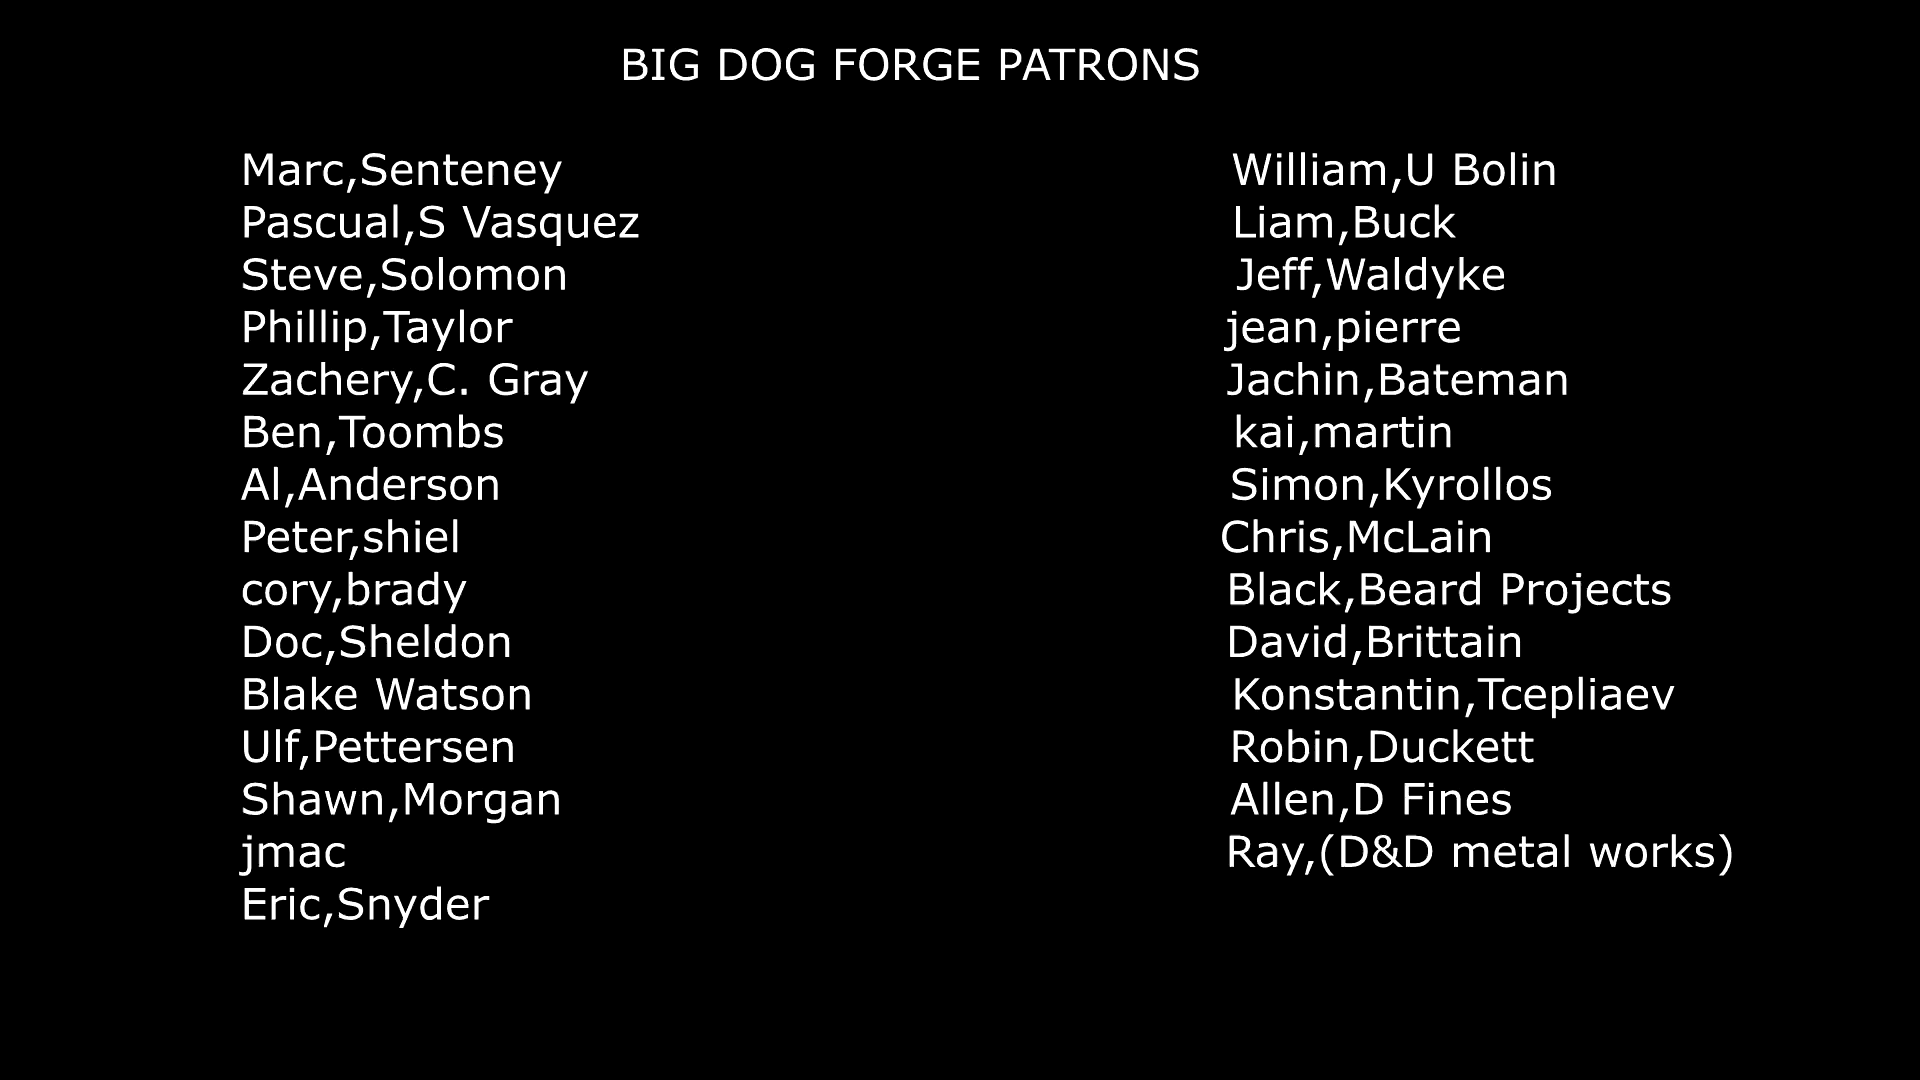 BIG DOG FORGE PATRONS
Marc,Senteney
Pascual,S Vasquez
Steve,Solomon
Phillip,Taylor
Zachery,C. Gray
Ben,Toombs
Al,Anderson
Peter,shiel
cory,brady
Doc,Sheldon
Blake Watson
Ulf,Pettersen
Shawn,Morgan
jmac
Eric,Snyder
William,U Bolin
Liam,Buck
Jeff,Waldyke
jean,pierre
Jachin,Bateman
kai,martin
Simon,Kyrollos
Chris,McLain
Black,Beard Projects
David,Brittain
Konstantin,Tcepliaev
Robin,Duckett
Allen,D Fines
Ray,(D&D metal works)